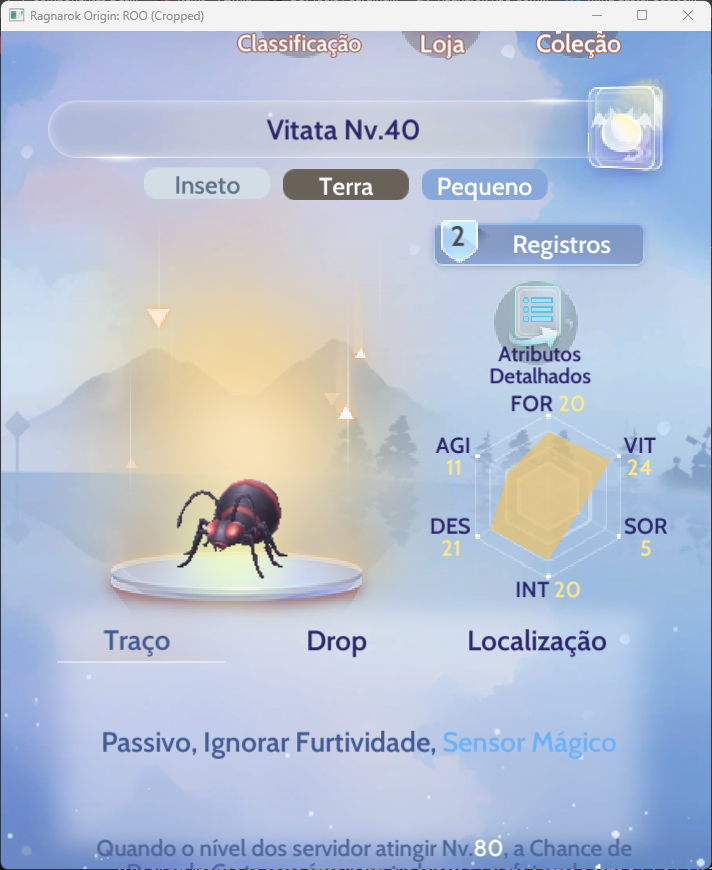 Ragnarok Origin: ROO (Cropped)
Classificação Loja Coleção
Vitata Nv.40
Inseto Terra Pequeno
2 Registros
Atributos
Detalhados
FOR 20
AGI VIT
11 24
DES SOR
21 5
INT 20
Traço Drop Localização
Passivo, Ignorar Furtividade, Sensor Mágico
Quando o nível dos servidor atingir Nv.80, a Chance de